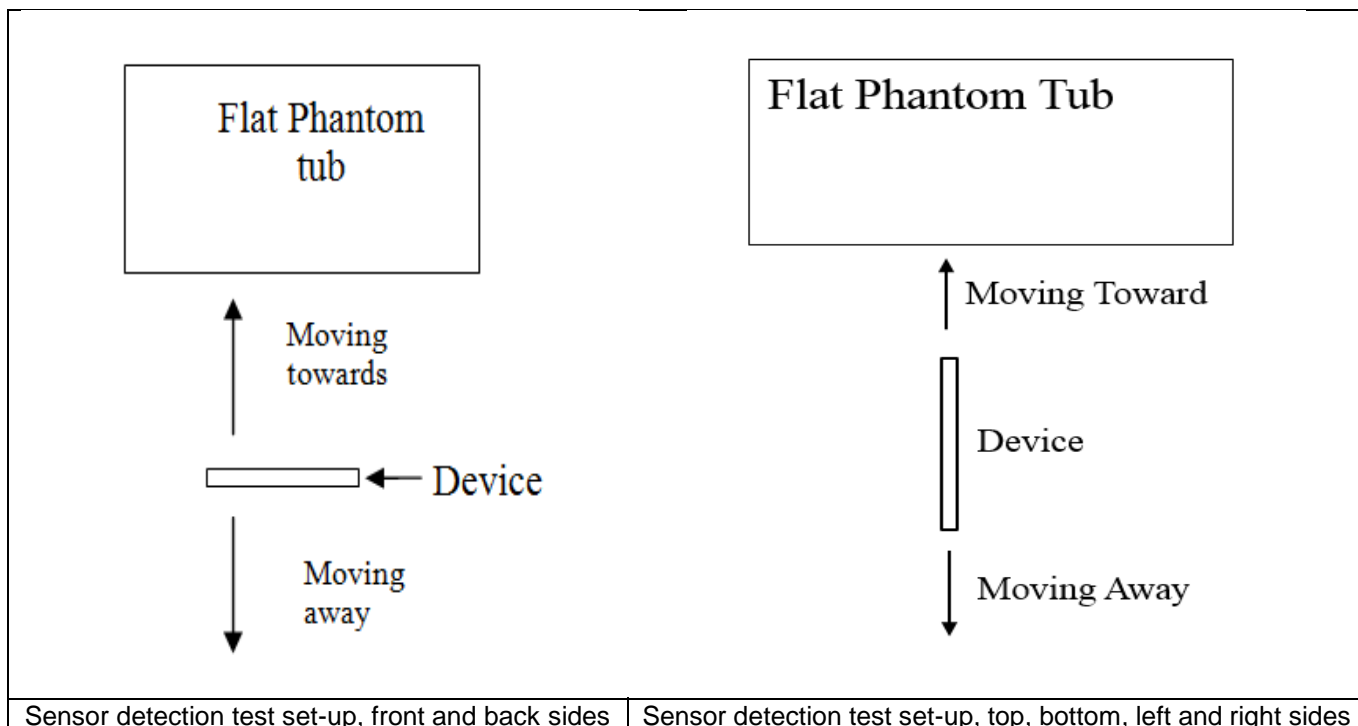 Flat Phantom
tub
Moving
towards
Device
Moving
away
Sensor detection test set-up, front and back sides
Flat Phantom Tub
Moving Toward
Device
Moving Away
Sensor detection test set-up, top, bottom, left and right sides